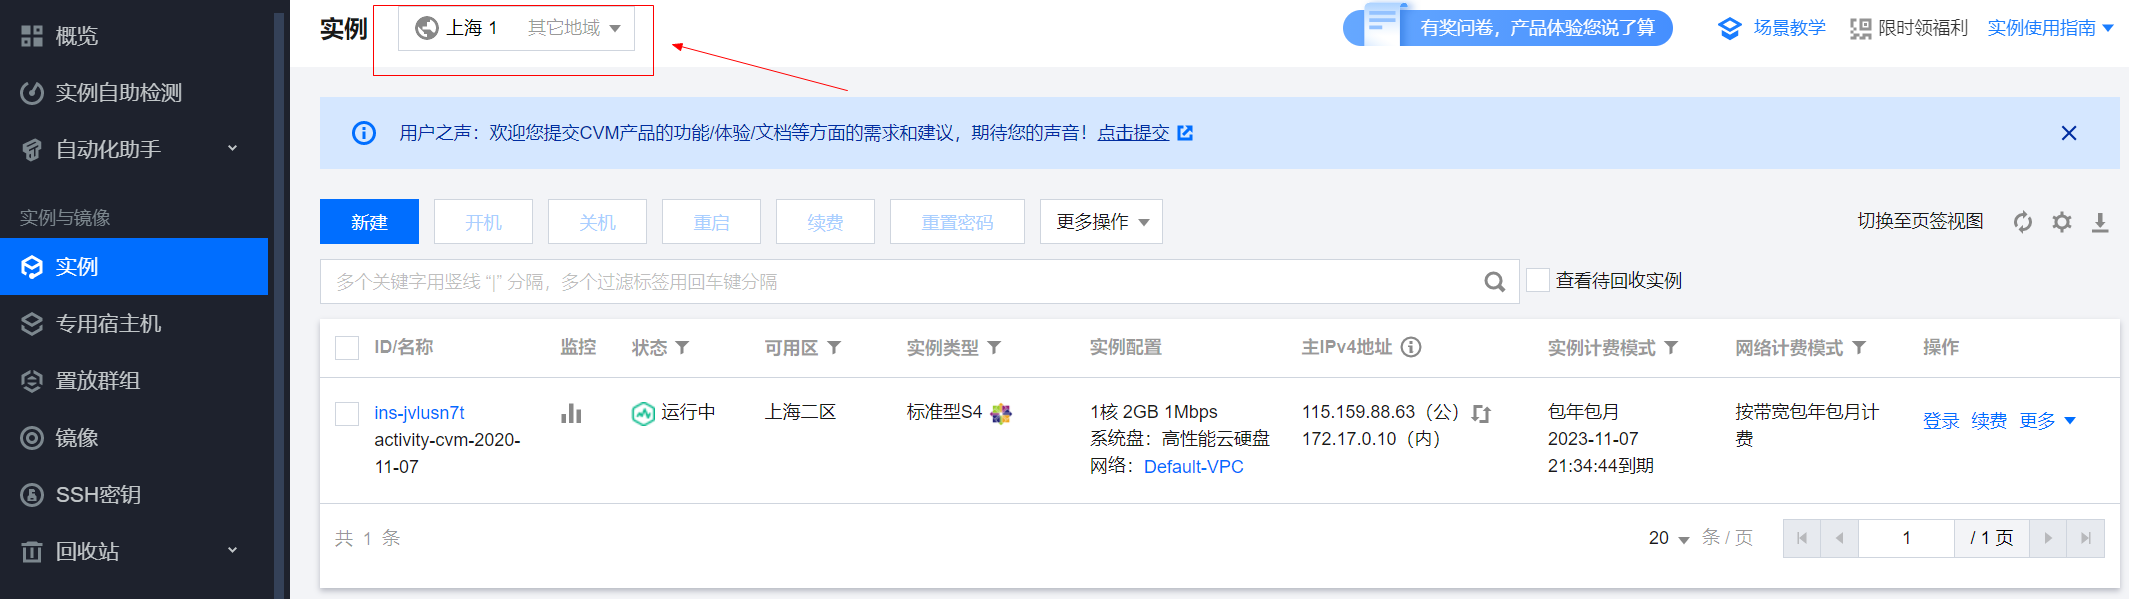 概览
实例自助检测
自动化助手
实例与镜像
实例
专用宿主机
置放群组
镜像
SSH密钥
回收站
实例 上海 1 其它地域
有奖问卷，产品体验您说了算 场景教学 限时领福利 实例使用指南
用户之声：欢迎您提交CVM产品的功能/体验/文档等方面的需求和建议，期待您的声音！点击提交
新建 开机 关机 重启 续费 重置密码 更多操作 切换至页签视图
多个关键字用竖线 “|” 分隔，多个过滤标签用回车键分隔 查看待回收实例
ID/名称 监控 状态 可用区 实例类型 实例配置 主IPv4地址 实例计费模式 网络计费模式 操作
ins-jvlusn7t
activity-cvm-2020-
11-07
运行中
上海二区
标准型S4
1核 2GB 1Mbps
系统盘：高性能云硬盘
网络：Default-VPC
115.159.88.63（公）
172.17.0.10（内）
包年包月
2023-11-07
21:34:44到期
按带宽包年包月计
费
登录 续费 更多
共 1 条 20 条 / 页 1 / 1 页